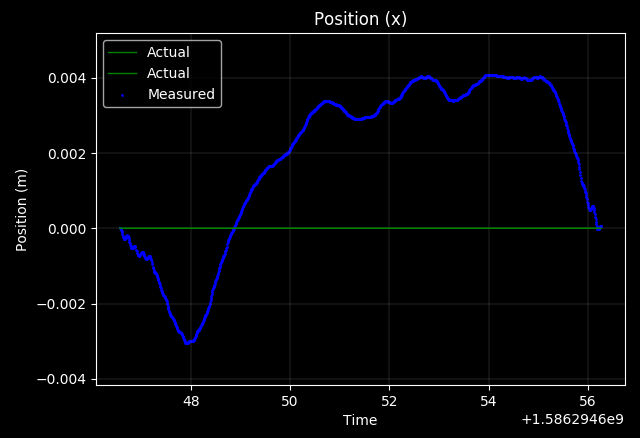 Position (x)
Actual
Actual
Measured
0.004
0.002
0.000
−0.002
−0.004
Position (m)
48
50
52
54
56
Time
+1.5862946e9